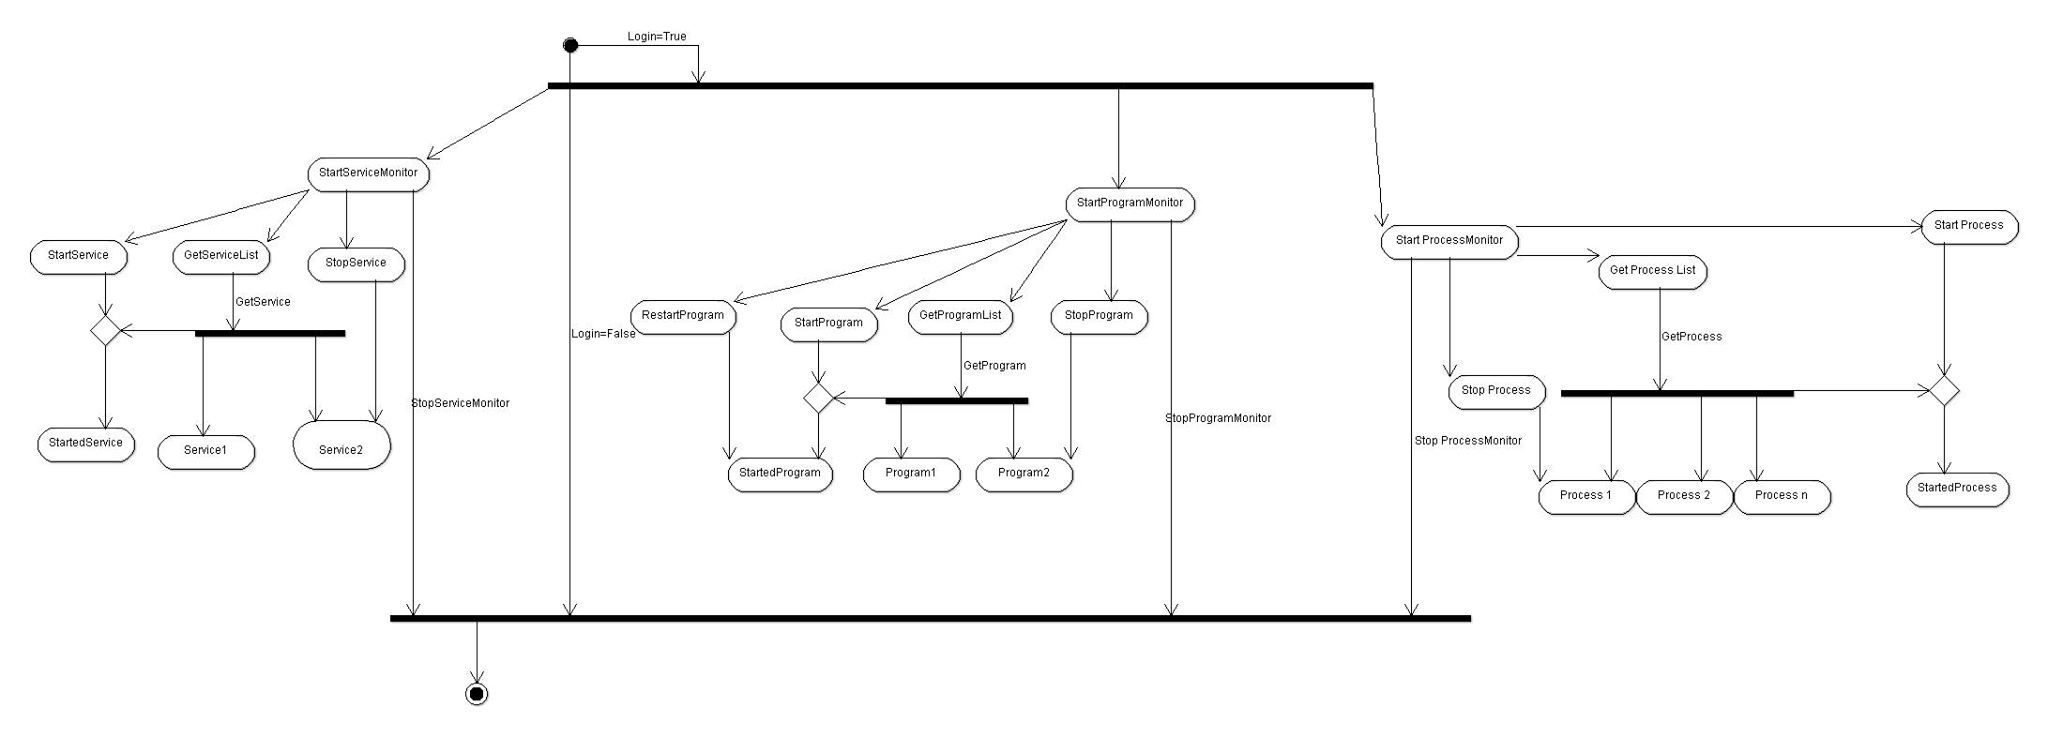 Login=True
StartServiceMonitor
StartProgramMonitor
Start Process
Start ProcessMonitor
StartService
GetServiceList
StopService
Get Process List
GetService
RestartProgram
StartProgram
GetProgramList
StopProgram
Login=False
GetProcess
GetProgram
Stop Process
StopServiceMonitor
StopProgramMonitor
Stop ProcessMonitor
StartedService
Service1
Service2
StartedProgram
Program1
Program2
Process 1
Process 2
Process n
StartedProcess